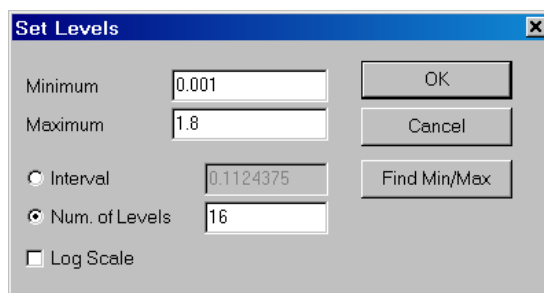 Set Levels
Minimum 0.001
OK
Maximum 1.8
Cancel
Interval 0.1124375
Find Min/Max
Num. of Levels 16
Log Scale